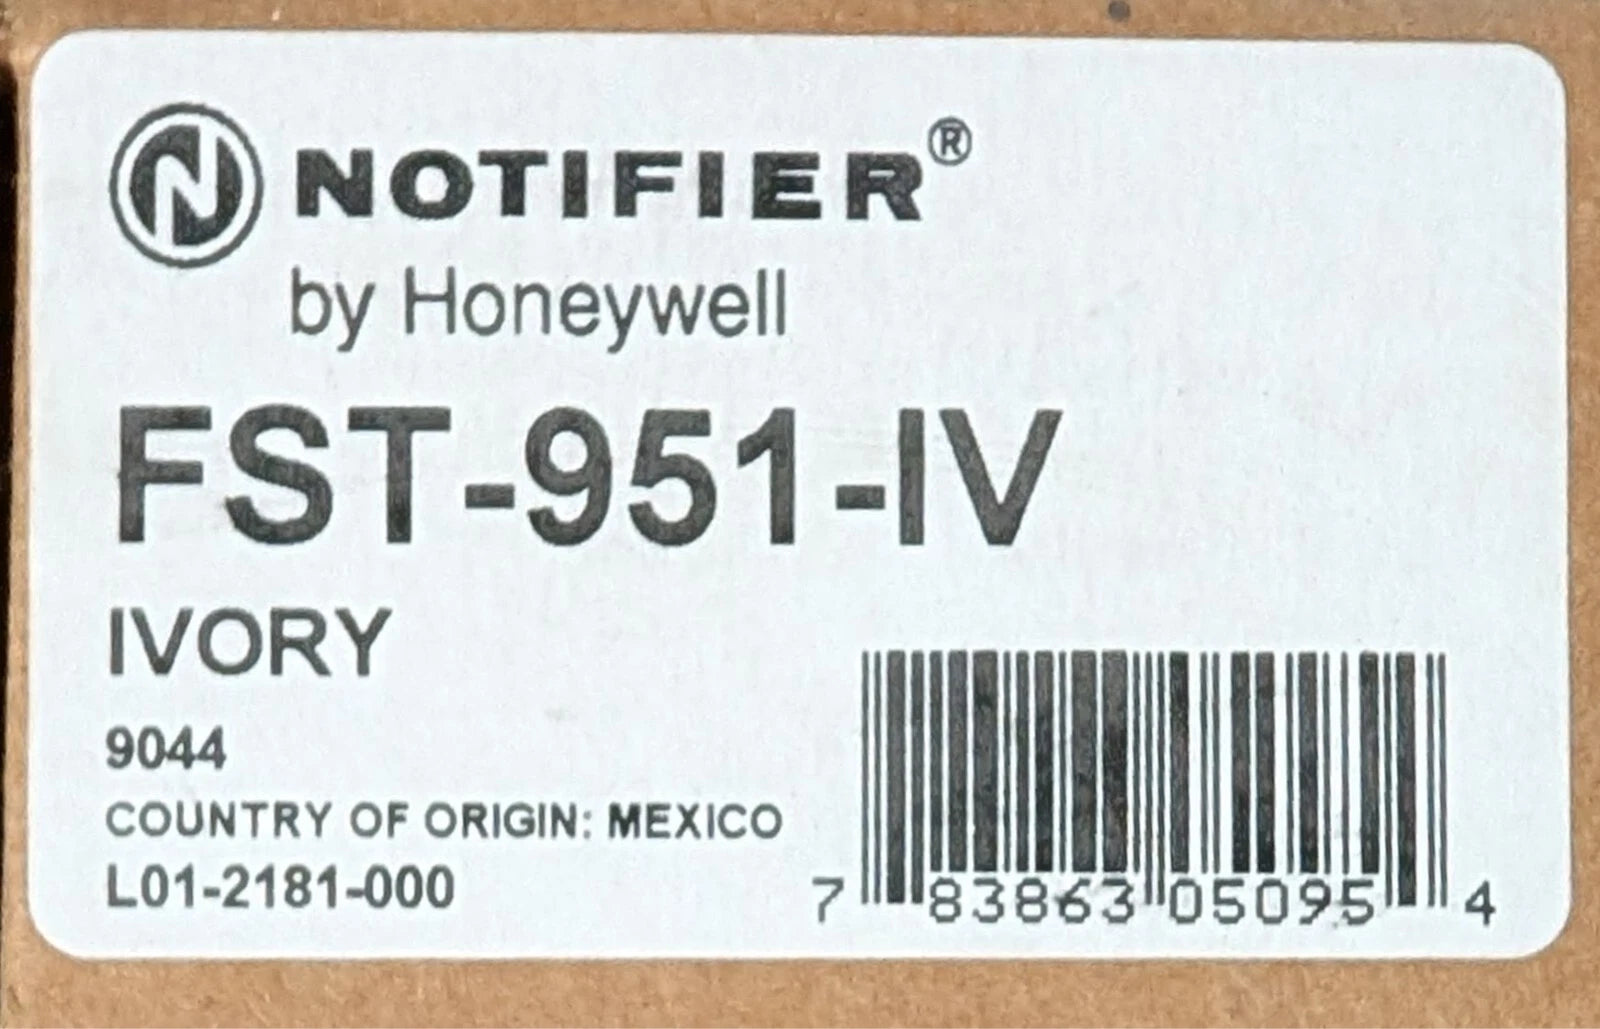 N NOTIFIER®
by Honeywell
FST-951-IV
IVORY
9044
COUNTRY OF ORIGIN: MEXICO
L01-2181-000
7 83863 05095 4